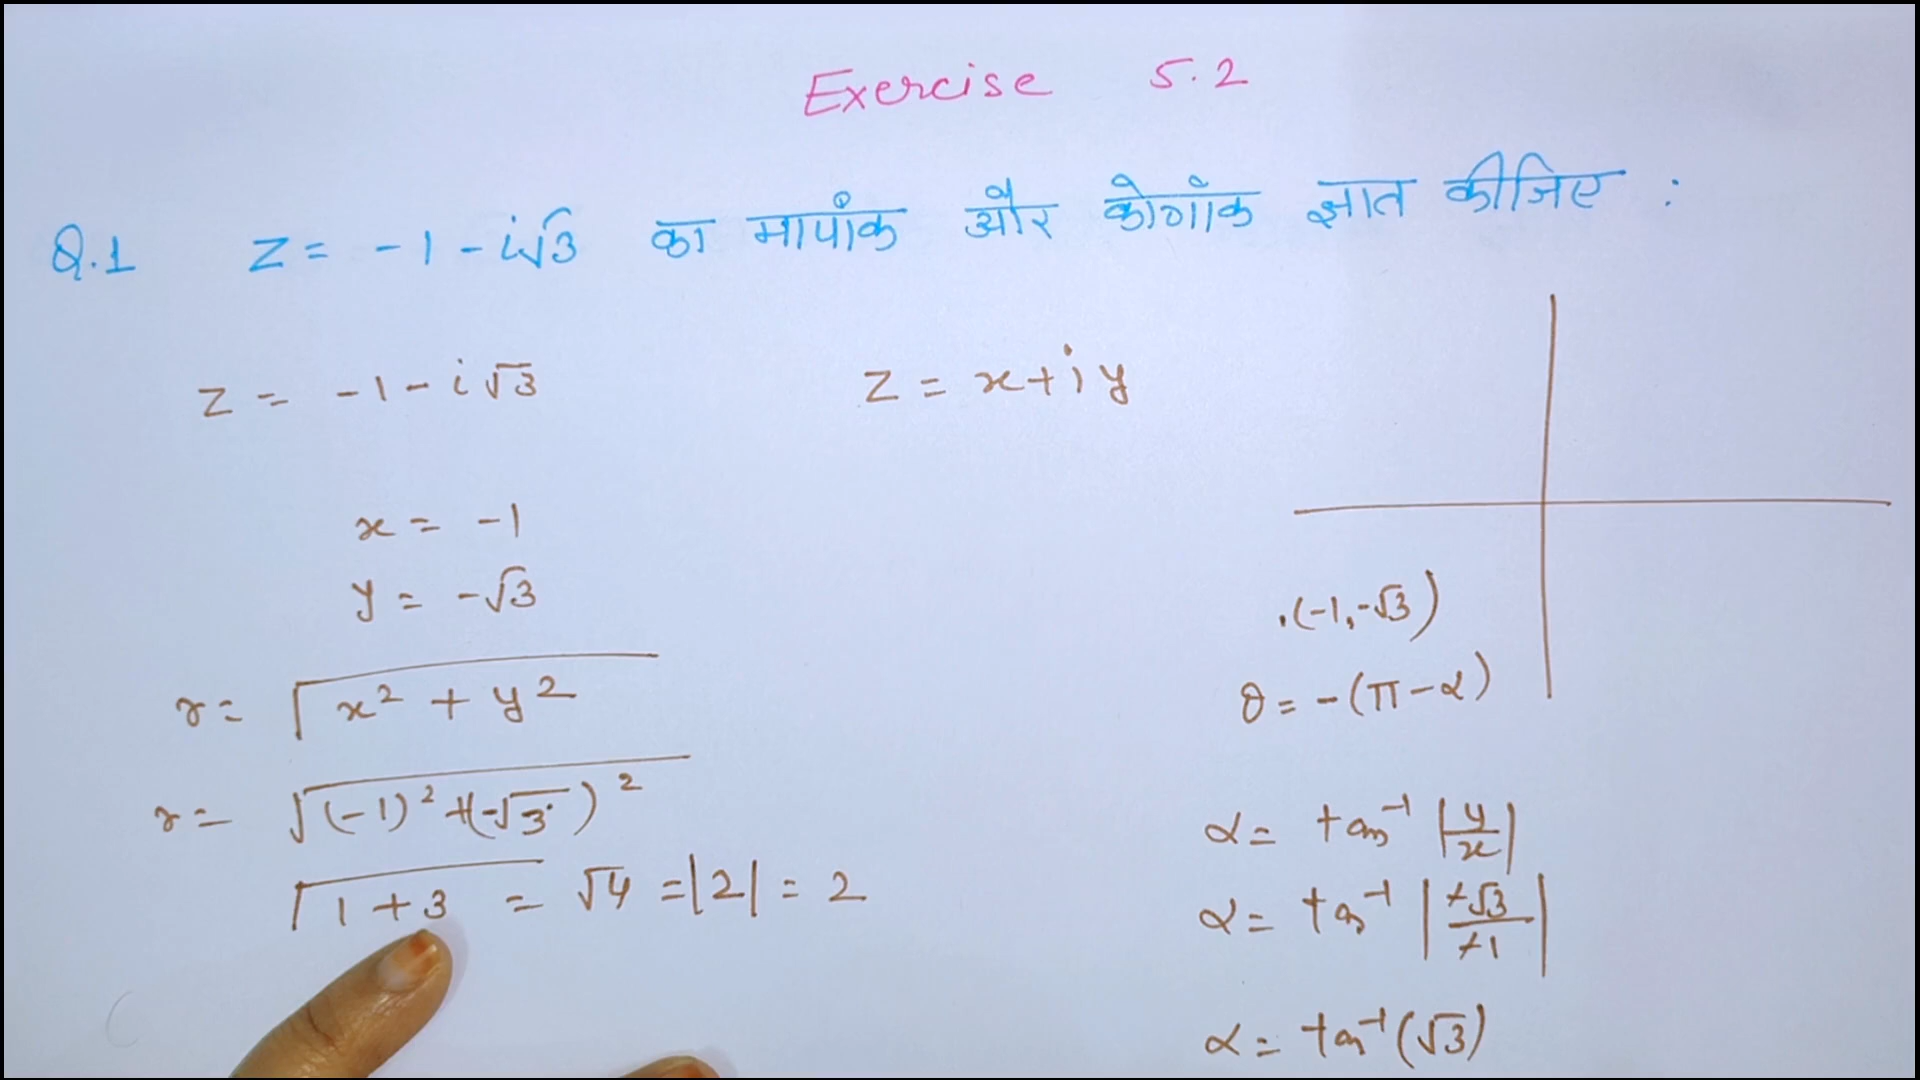 Exercise 5.2
Q.1 z = -1 - i√3 का मापांक और कोणांक ज्ञात कीजिए :
z = -1 - i√3
z = x + iy
x = -1
y = -√3
r = √x² + y²
r = √(-1)² + (-√3)²
√1 + 3 = √4 = |2| = 2
.(-1, -√3)
θ = -(π - α)
α = tan⁻¹ |y/x|
α = tan⁻¹ |+√3/+1|
α = tan⁻¹(√3)